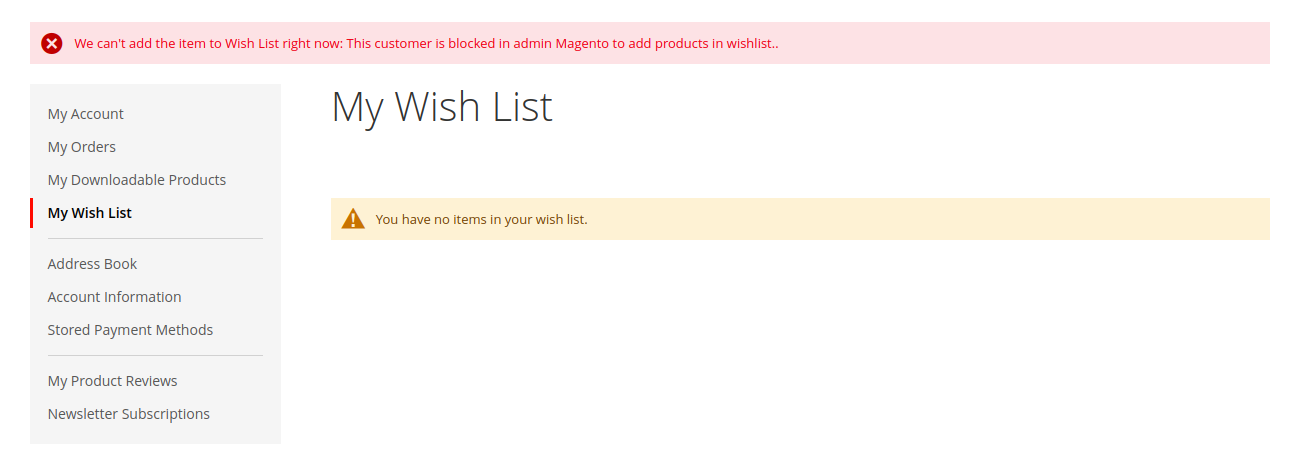 We can't add the item to Wish List right now: This customer is blocked in admin Magento to add products in wishlist..
My Account
My Orders
My Downloadable Products
My Wish List
Address Book
Account Information
Stored Payment Methods
My Product Reviews
Newsletter Subscriptions
My Wish List
You have no items in your wish list.